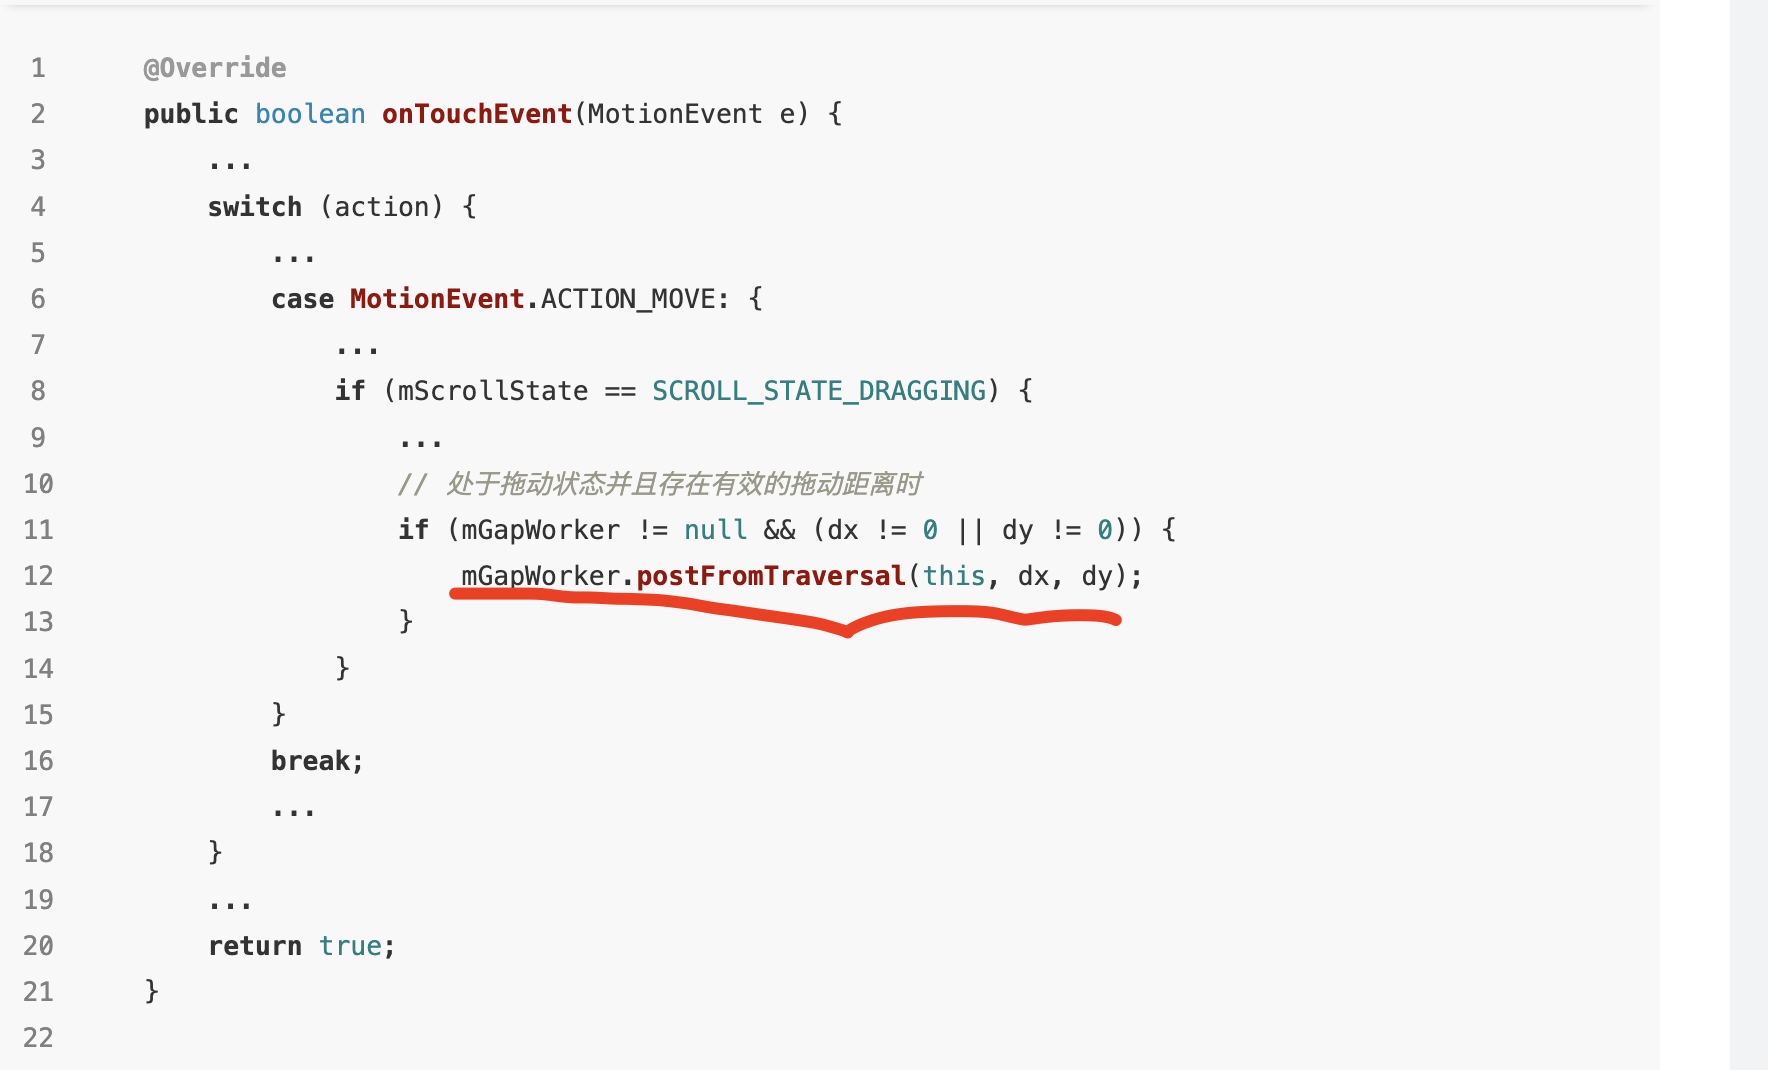 1 @Override
2 public boolean onTouchEvent(MotionEvent e) {
3 ...
4 switch (action) {
5 ...
6 case MotionEvent.ACTION_MOVE: {
7 ...
8 if (mScrollState == SCROLL_STATE_DRAGGING) {
9 ...
10 // 处于拖动状态并且存在有效的拖动距离时
11 if (mGapWorker != null && (dx != 0 || dy != 0)) {
12 mGapWorker.postFromTraversal(this, dx, dy);
13 }
14 }
15 }
16 break;
17 ...
18 }
19 ...
20 return true;
21 }
22